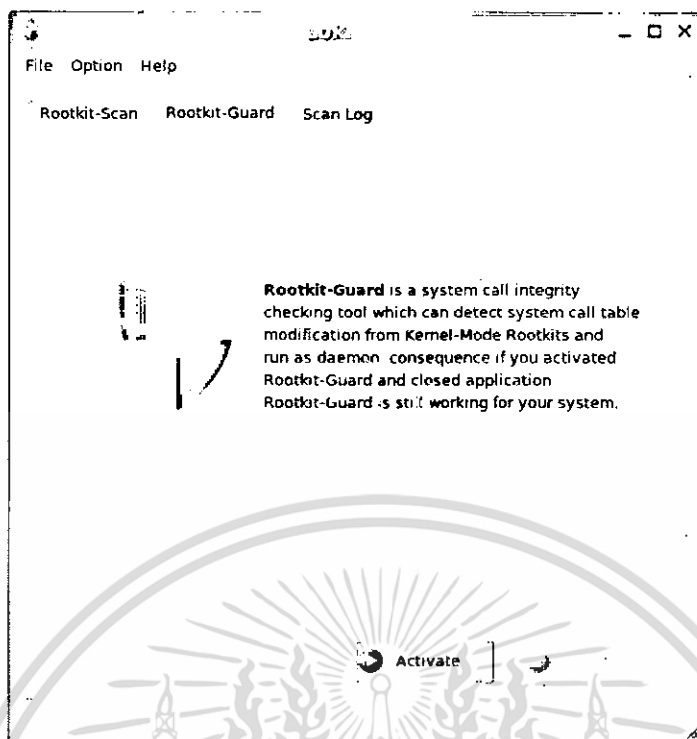 File Option Help
Rootkit-Scan Rootkit-Guard Scan Log
Rootkit-Guard is a system call integrity
checking tool which can detect system call table
modification from Kernel-Mode Rootkits and
run as daemon consequence if you activated
Rootkit-Guard and closed application
Rootkit-Guard is still working for your system.
Activate